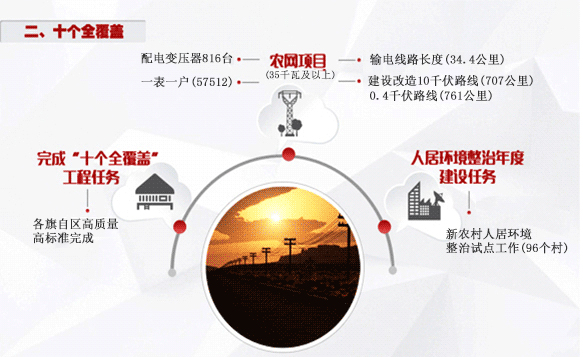 二、十个全覆盖
农网项目
(35千瓦及以上)
配电变压器816台
一表一户(57512)
输电线路长度(34.4公里)
建设改造10千伏路线(707公里)
0.4千伏路线(761公里)
完成“十个全覆盖”
工程任务
各旗自区高质量
高标准完成
人居环境整治年度
建设任务
新农村人居环境
整治试点工作(96个村)